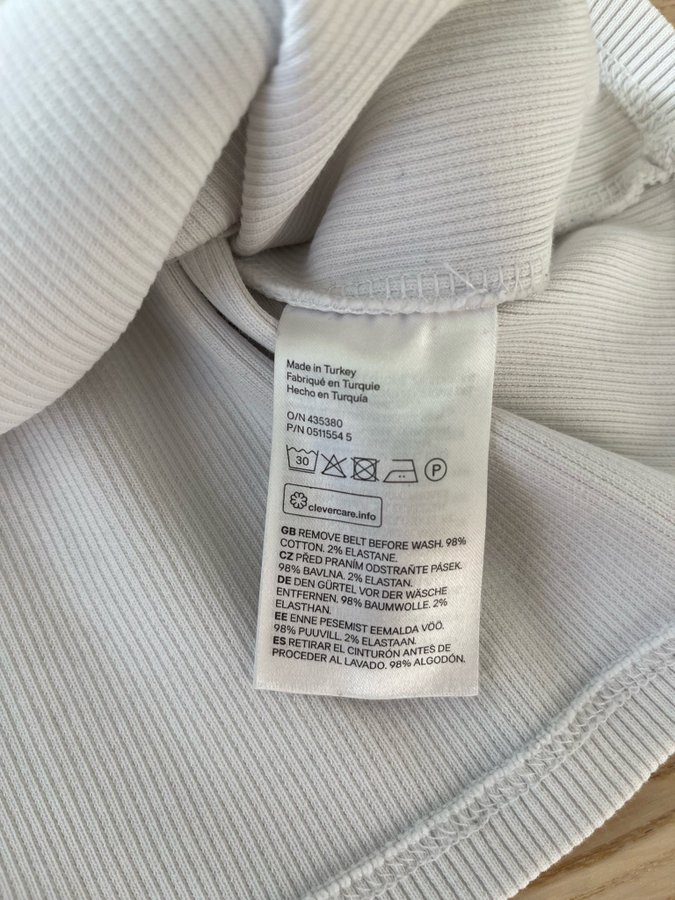 Made in Turkey
Fabriqué en Turquie
Hecho en Turquía
O/N 435380
P/N 0511554 5
30 P
clevercare.info
GB REMOVE BELT BEFORE WASH. 98%
COTTON. 2% ELASTANE.
CZ PŘED PRANÍM ODSTRAŇTE PÁSEK.
98% BAVLNA. 2% ELASTAN.
DE DEN GÜRTEL VOR DER WÄSCHE
ENTFERNEN. 98% BAUMWOLLE. 2%
ELASTHAN.
EE ENNE PESEMIST EEMALDA VÖÖ.
98% PUUVILL. 2% ELASTAAN.
ES RETIRAR EL CINTURÓN ANTES DE
PROCEDER AL LAVADO. 98% ALGODÓN.